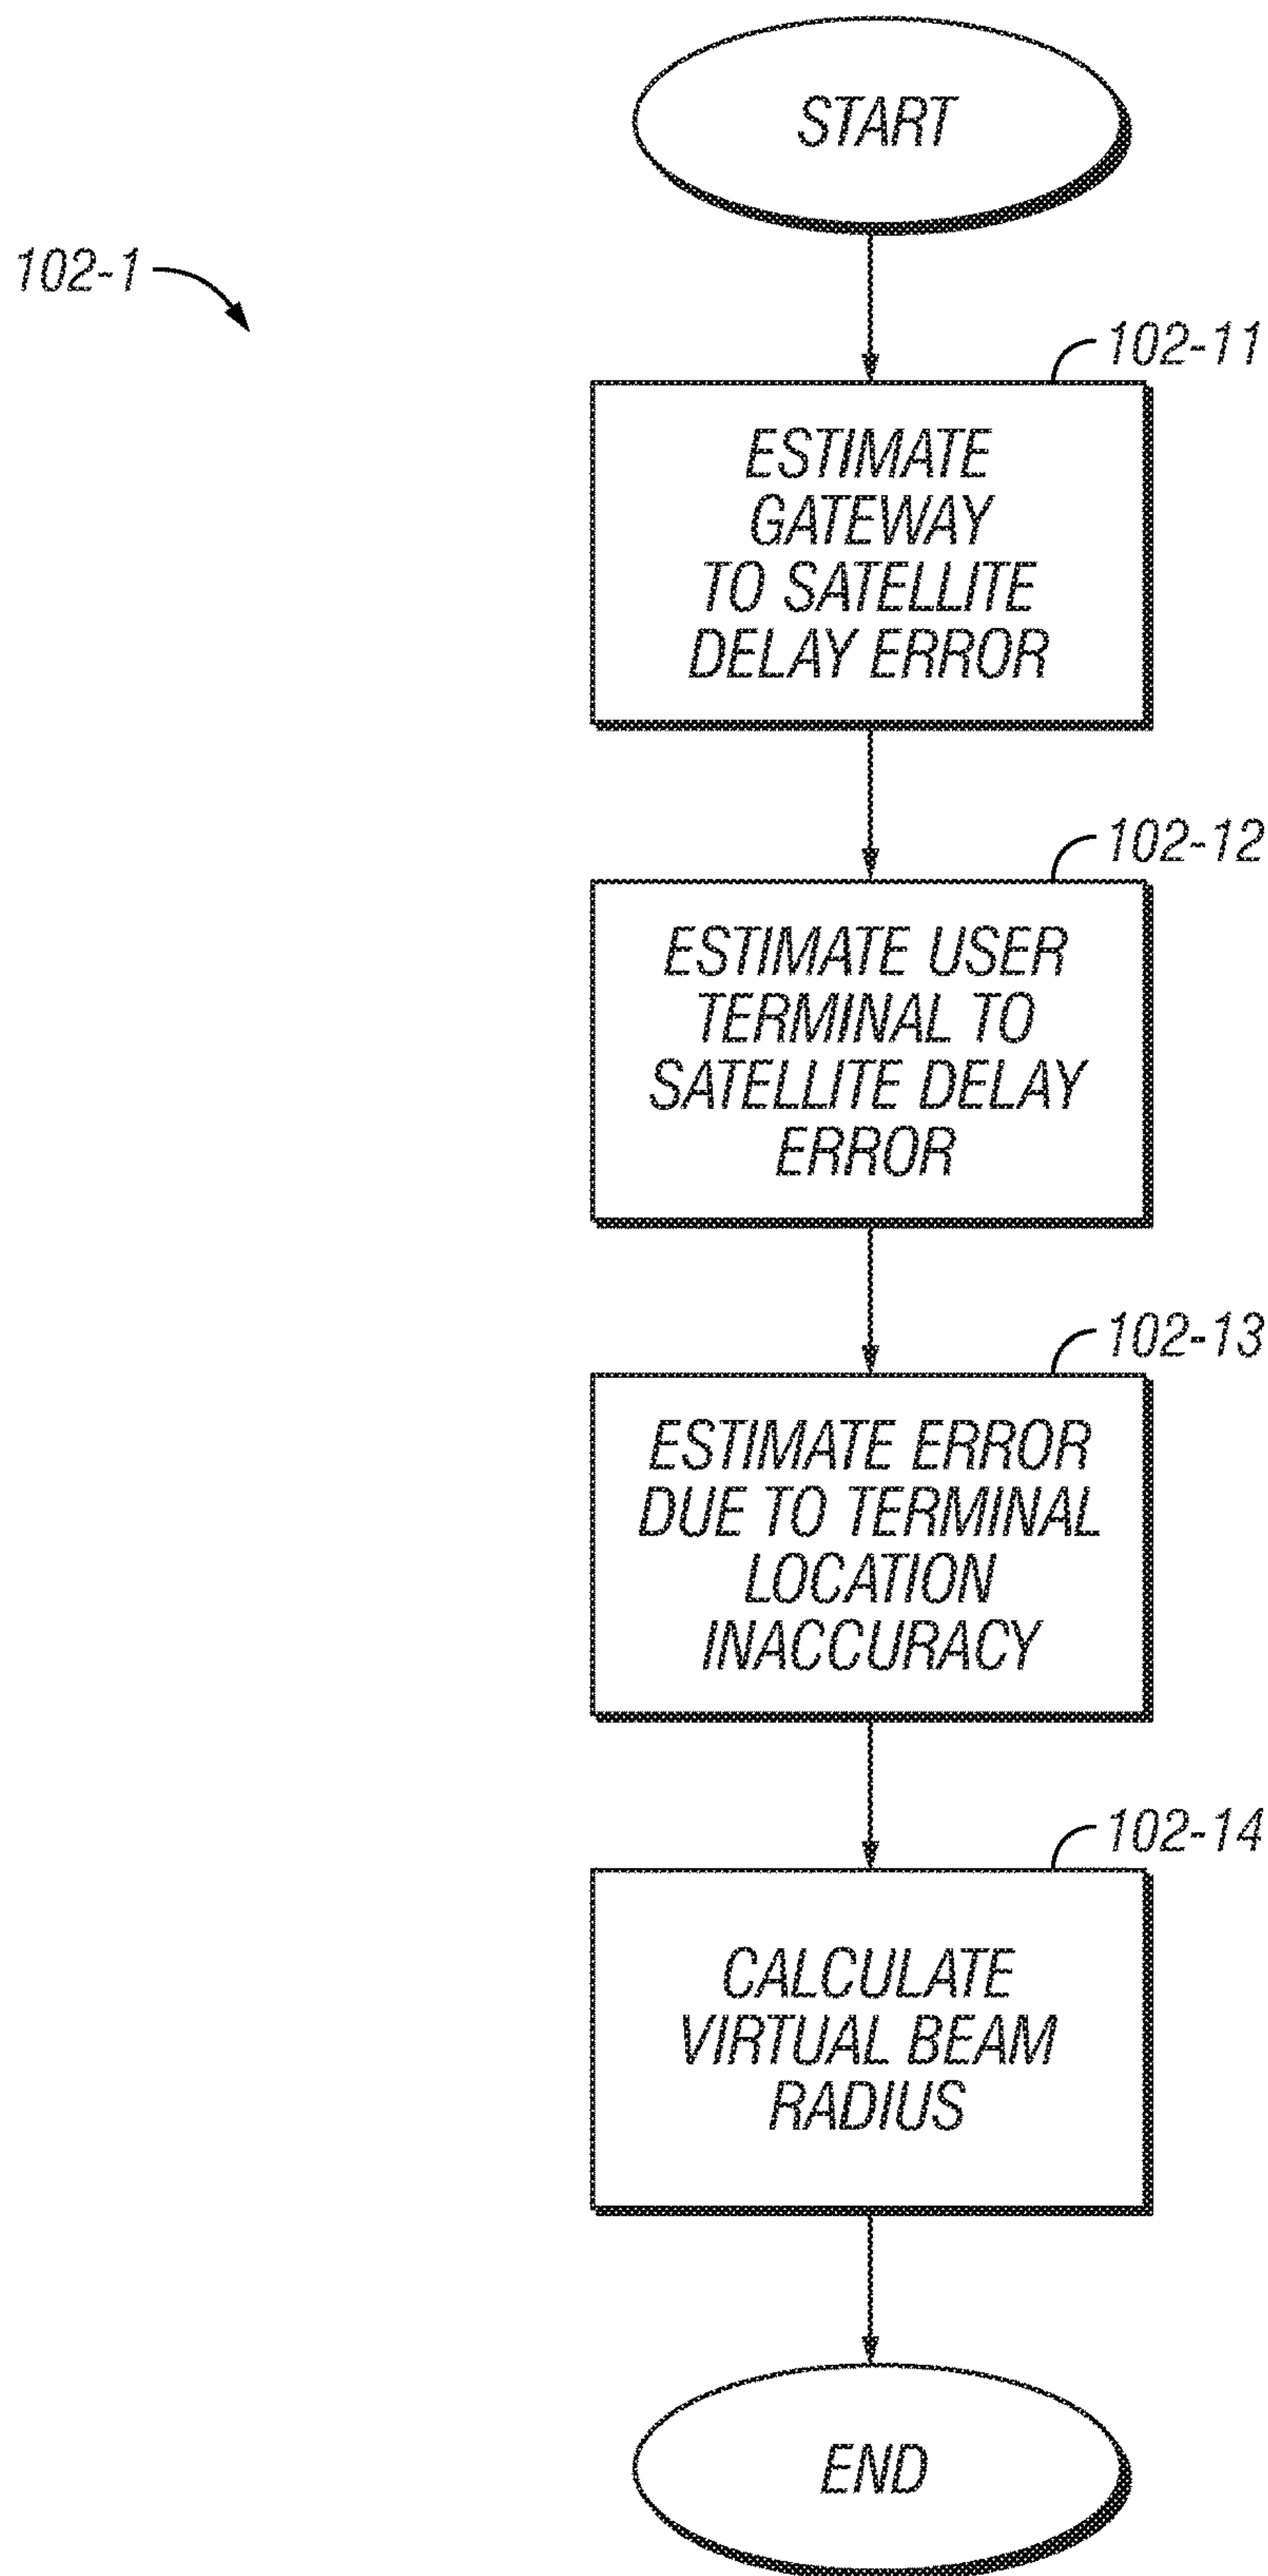 START
102-1
102-11
ESTIMATE
GATEWAY
TO SATELLITE
DELAY ERROR
102-12
ESTIMATE USER
TERMINAL TO
SATELLITE DELAY
ERROR
102-13
ESTIMATE ERROR
DUE TO TERMINAL
LOCATION
INACCURACY
102-14
CALCULATE
VIRTUAL BEAM
RADIUS
END